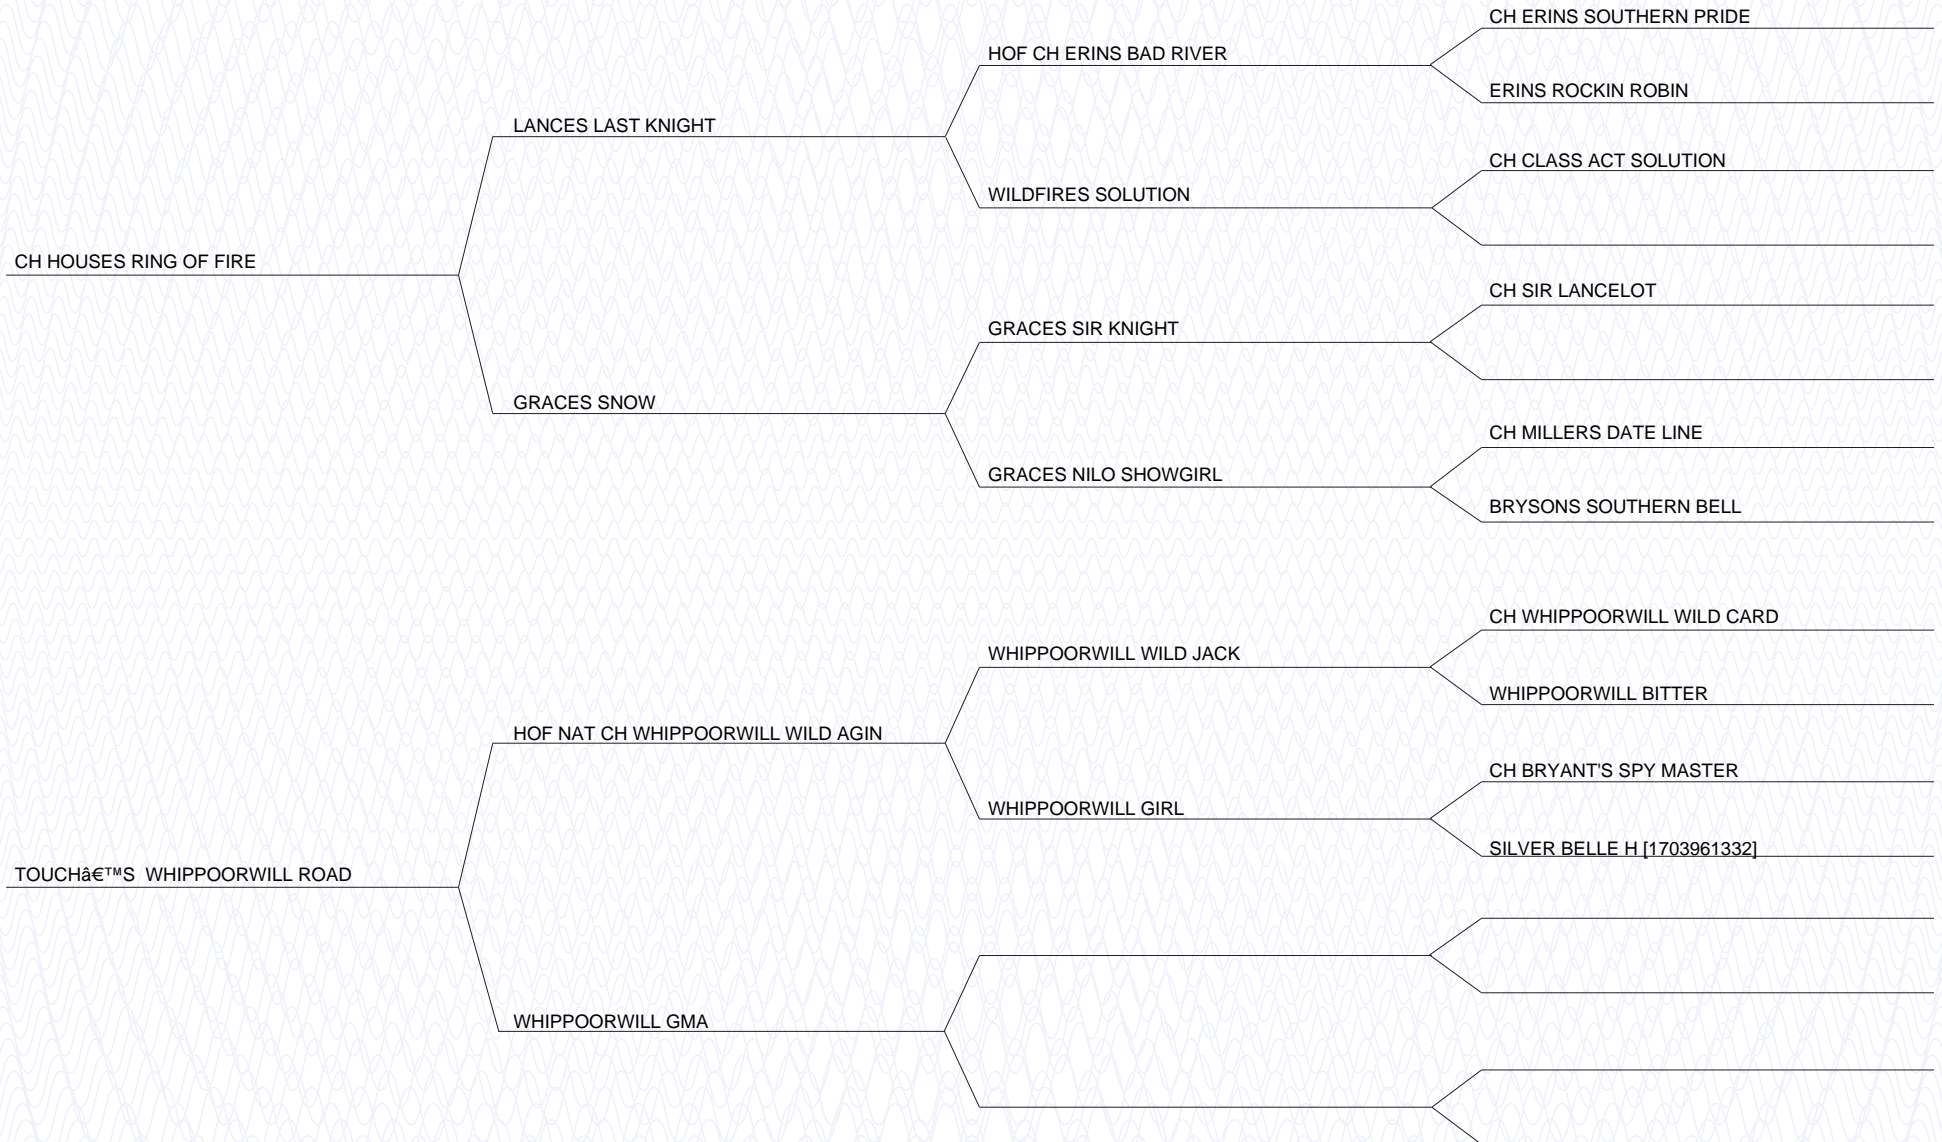 CH ERINS SOUTHERN PRIDE
HOF CH ERINS BAD RIVER
ERINS ROCKIN ROBIN
LANCES LAST KNIGHT
CH CLASS ACT SOLUTION
WILDFIRES SOLUTION
CH HOUSES RING OF FIRE
CH SIR LANCELOT
GRACES SIR KNIGHT
GRACES SNOW
CH MILLERS DATE LINE
GRACES NILO SHOWGIRL
BRYSONS SOUTHERN BELL
CH WHIPPOORWILL WILD CARD
WHIPPOORWILL WILD JACK
WHIPPOORWILL BITTER
HOF NAT CH WHIPPOORWILL WILD AGIN
CH BRYANT'S SPY MASTER
WHIPPOORWILL GIRL
SILVER BELLE H [1703961332]
TOUCHâ€™S  WHIPPOORWILL ROAD
WHIPPOORWILL GMA